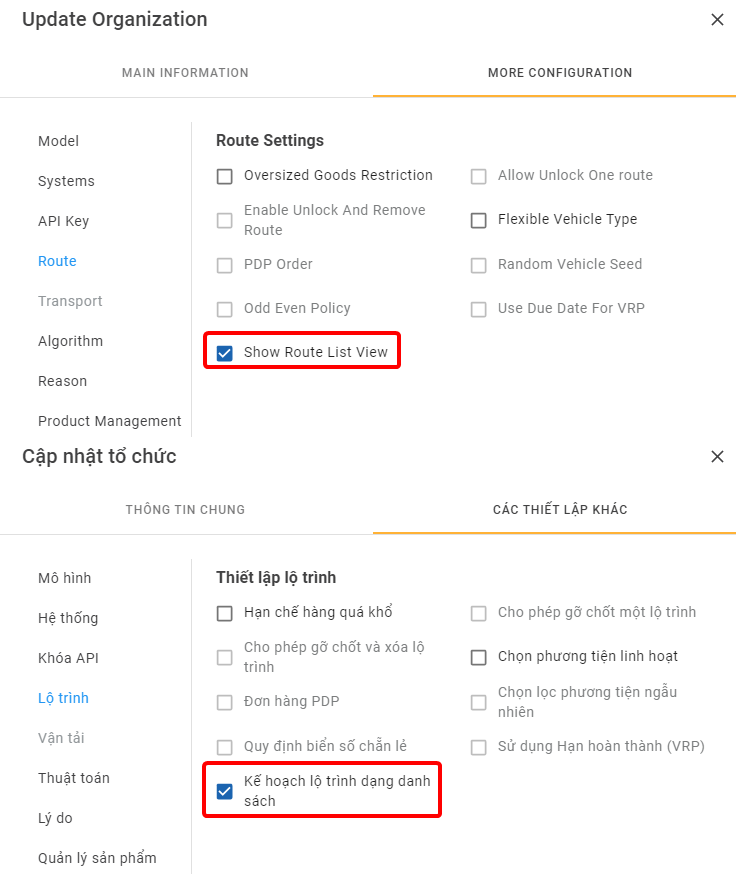 Update Organization
MAIN INFORMATION
MORE CONFIGURATION
Model
Systems
API Key
Route
Transport
Algorithm
Reason
Product Management
Route Settings
Oversized Goods Restriction
Allow Unlock One route
Enable Unlock And Remove
Route
Flexible Vehicle Type
PDP Order
Random Vehicle Seed
Odd Even Policy
Use Due Date For VRP
Show Route List View
Cập nhật tổ chức
THÔNG TIN CHUNG
CÁC THIẾT LẬP KHÁC
Mô hình
Hệ thống
Khóa API
Lộ trình
Vận tải
Thuật toán
Lý do
Quản lý sản phẩm
Thiết lập lộ trình
Hạn chế hàng quá khổ
Cho phép gỡ chốt một lộ trình
Cho phép gỡ chốt và xóa lộ
trình
Chọn phương tiện linh hoạt
Đơn hàng PDP
Chọn lọc phương tiện ngẫu
nhiên
Quy định biển số chẵn lẻ
Sử dụng Hạn hoàn thành (VRP)
Kế hoạch lộ trình dạng danh
sách